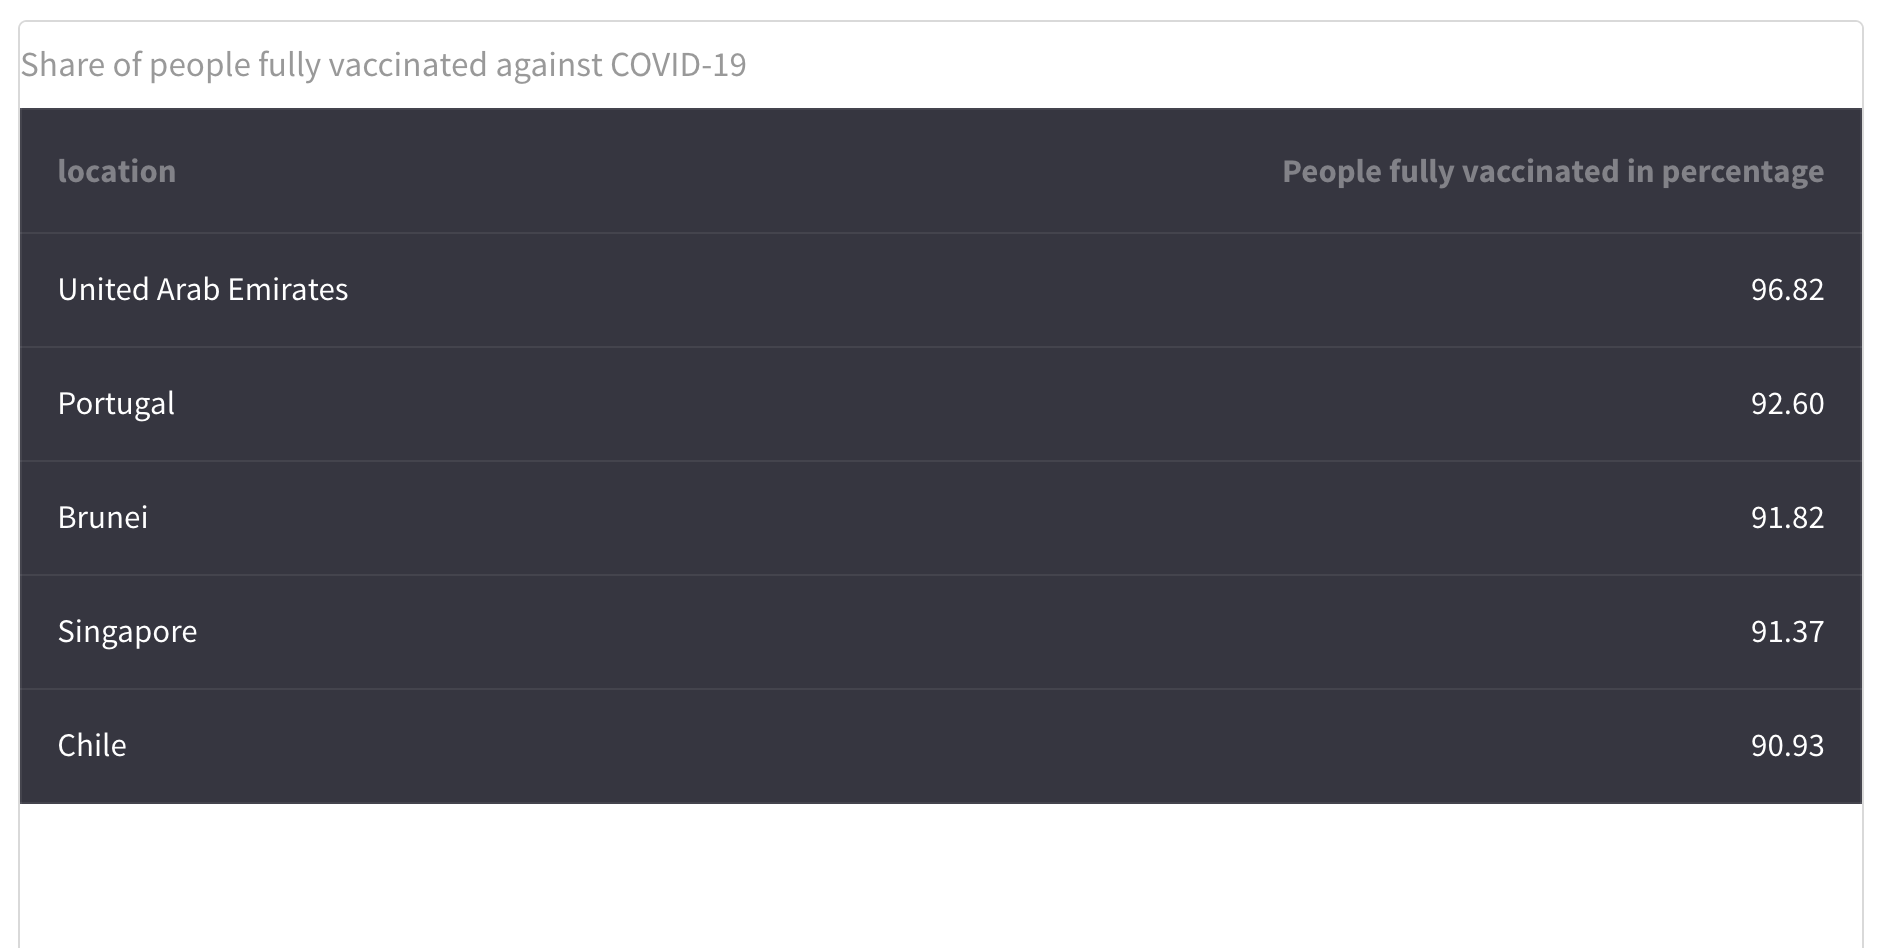 Share of people fully vaccinated against COVID-19
location People fully vaccinated in percentage
United Arab Emirates 96.82
Portugal 92.60
Brunei 91.82
Singapore 91.37
Chile 90.93